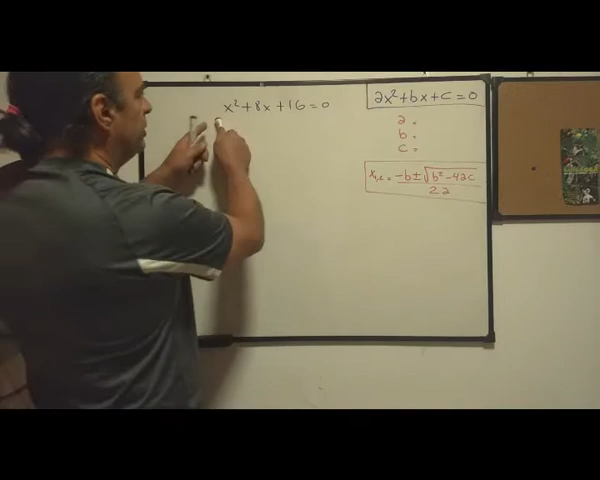 x² + 8x + 16 = 0
ax² + bx + c = 0
a =
b =
c =
x₁,₂ = -b ± √b² - 4ac
2a